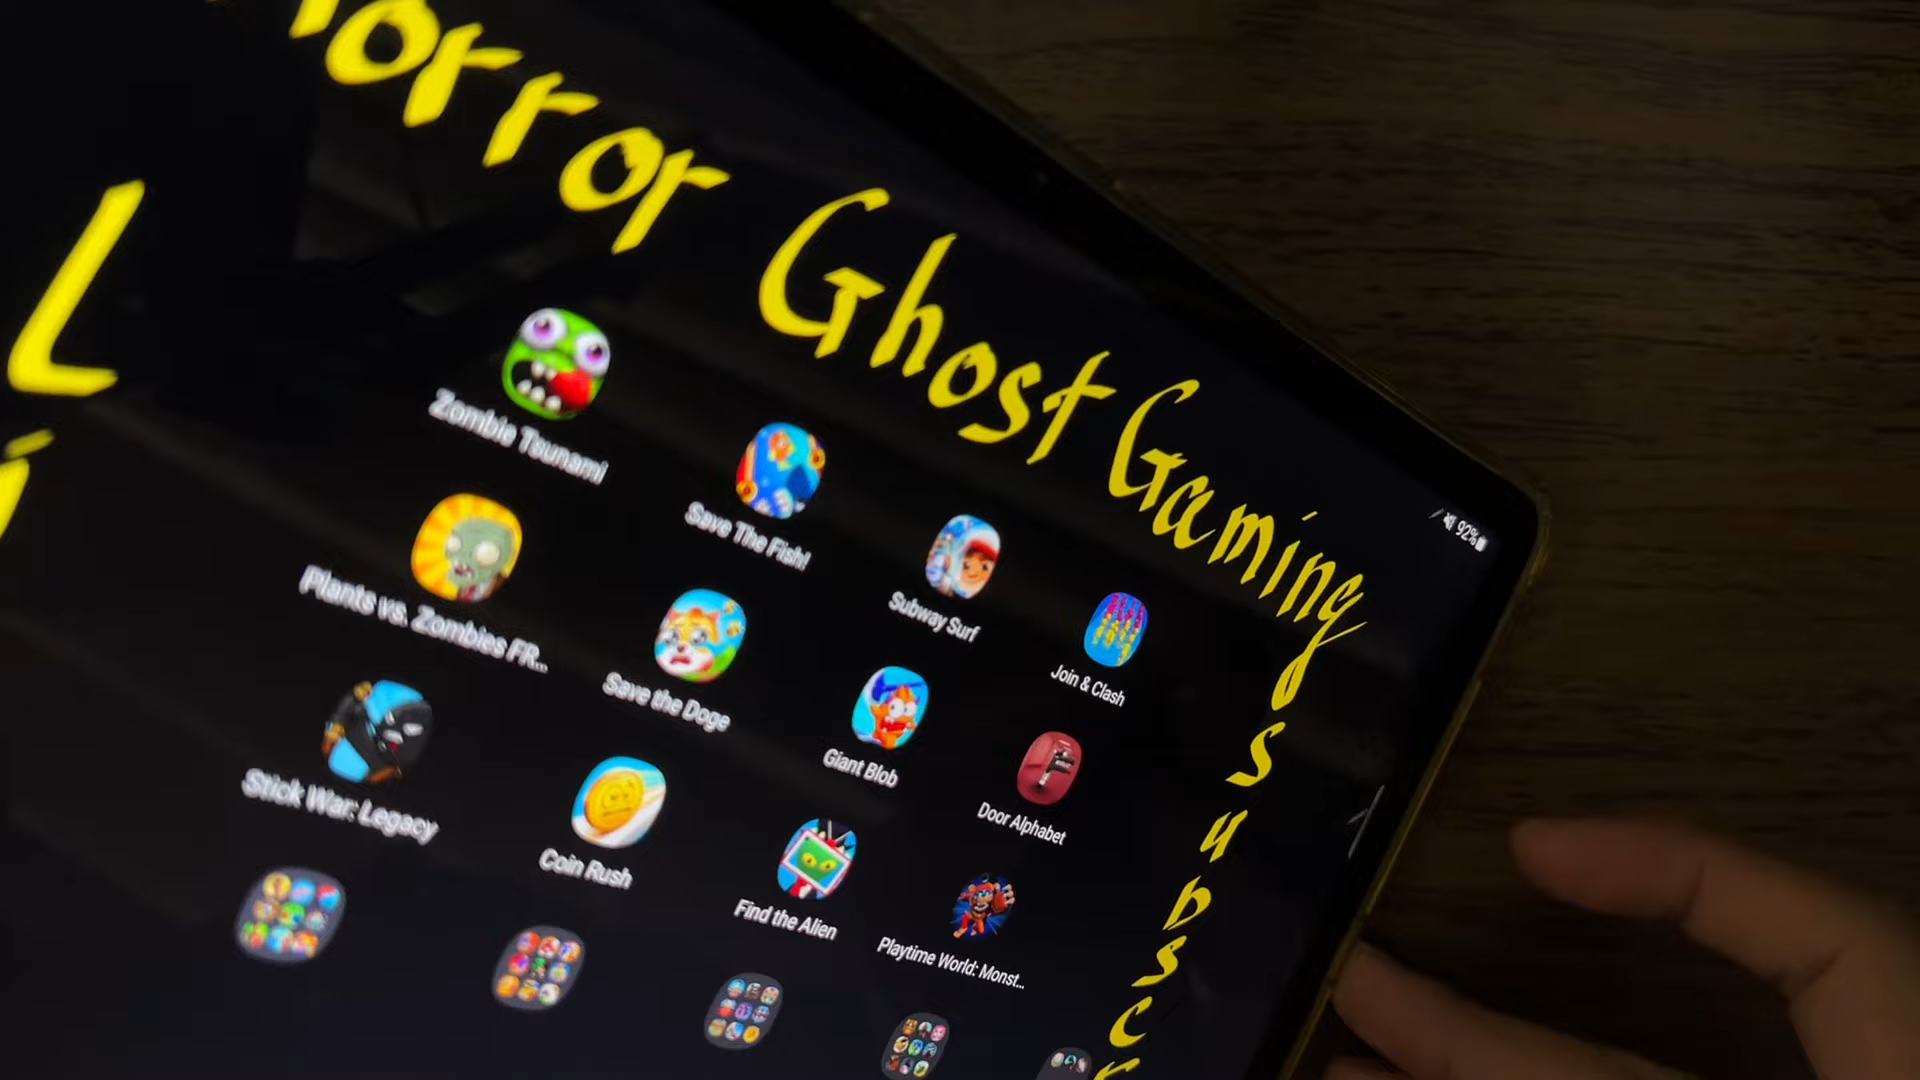 orror Ghost Gaming
L
i
92%
Zombie Tsunami
Save The Fish!
Subway Surf
Join & Clash
Plants vs. Zombies FR...
Save the Doge
Giant Blob
Door Alphabet
Stick War: Legacy
Coin Rush
Find the Alien
Playtime World: Monst...
Subscr